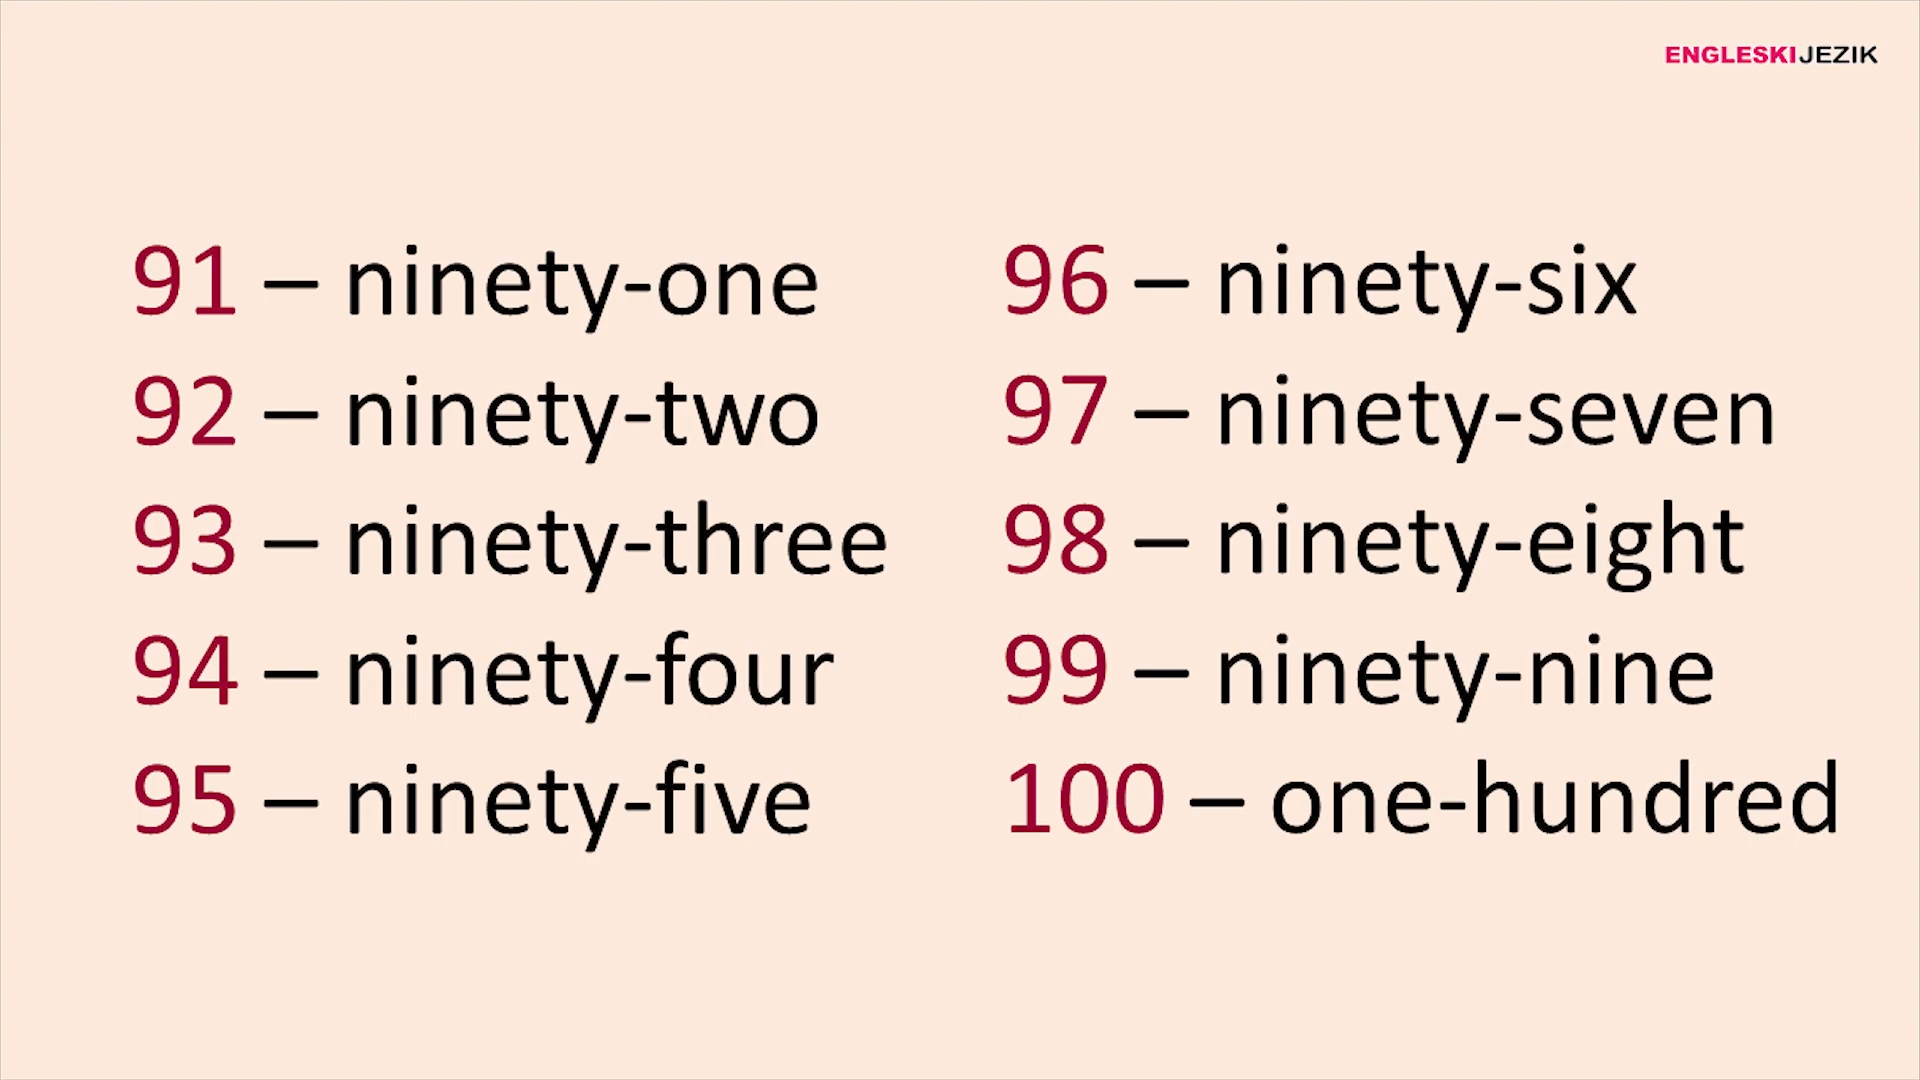 ENGLESKIJEZIK
91 – ninety-one
92 – ninety-two
93 – ninety-three
94 – ninety-four
95 – ninety-five
96 – ninety-six
97 – ninety-seven
98 – ninety-eight
99 – ninety-nine
100 – one-hundred